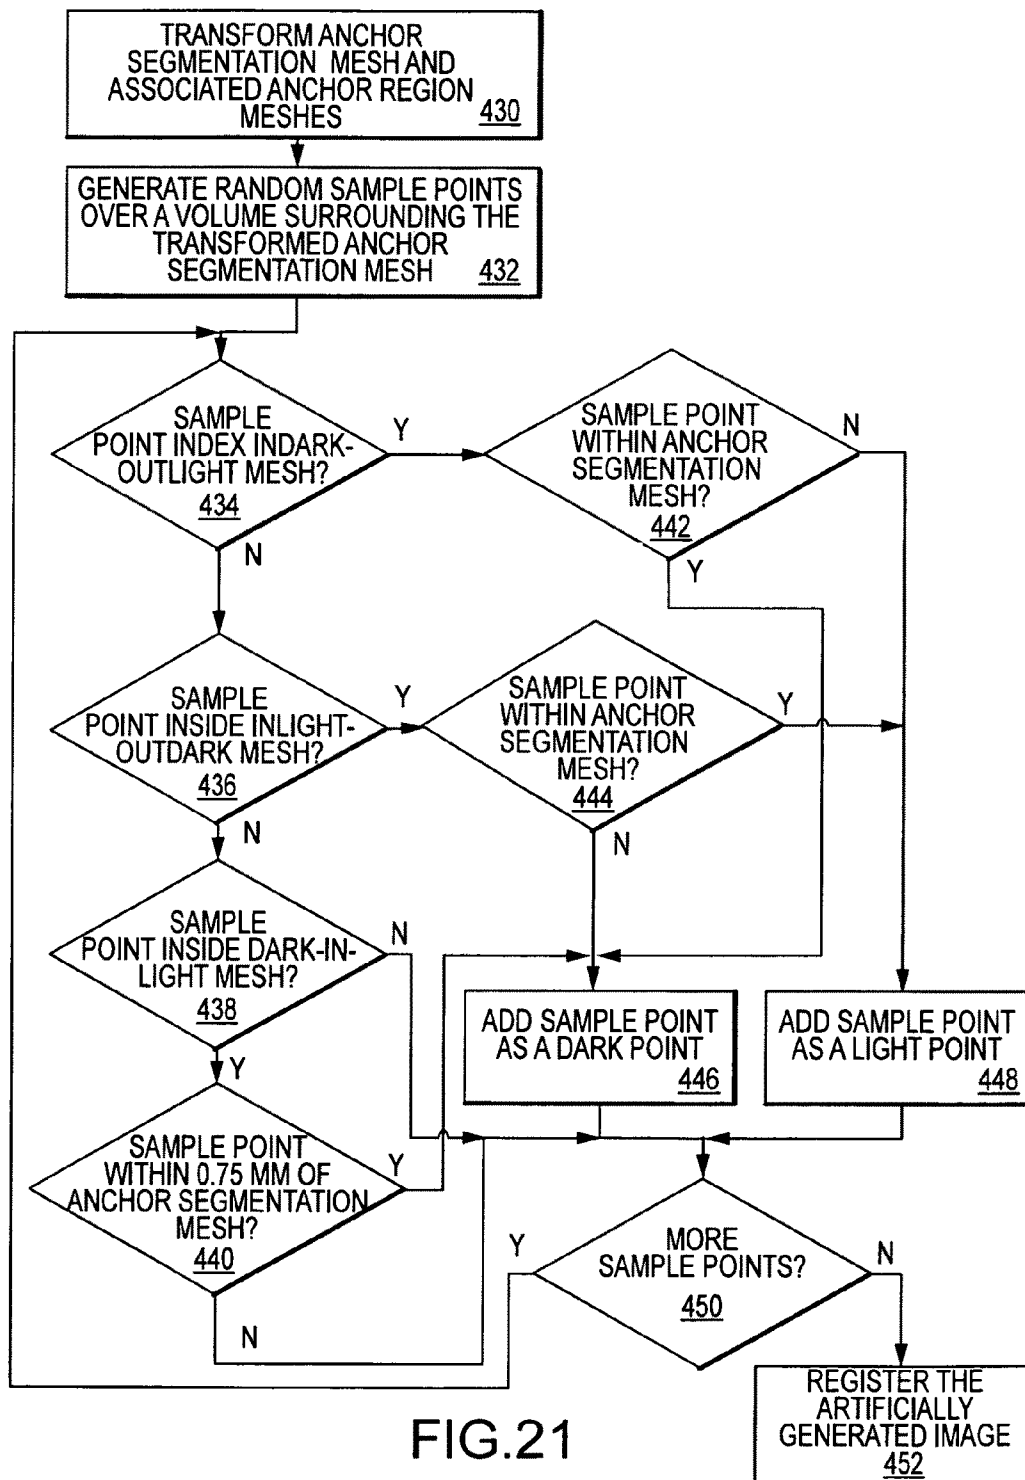 TRANSFORM ANCHOR
SEGMENTATION MESH AND
ASSOCIATED ANCHOR REGION
MESHES 430
GENERATE RANDOM SAMPLE POINTS
OVER A VOLUME SURROUNDING THE
TRANSFORMED ANCHOR
SEGMENTATION MESH 432
SAMPLE
POINT INDEX INDARK-
OUTLIGHT MESH?
434
Y
N
SAMPLE POINT
WITHIN ANCHOR
SEGMENTATION
MESH?
442
N
Y
SAMPLE
POINT INSIDE INLIGHT-
OUTDARK MESH?
436
Y
N
SAMPLE POINT
WITHIN ANCHOR
SEGMENTATION
MESH?
444
Y
N
SAMPLE
POINT INSIDE DARK-IN-
LIGHT MESH?
438
N
Y
ADD SAMPLE POINT
AS A DARK POINT
446
ADD SAMPLE POINT
AS A LIGHT POINT
448
SAMPLE POINT
WITHIN 0.75 MM OF
ANCHOR SEGMENTATION
MESH?
440
Y
N
MORE
SAMPLE POINTS?
450
Y
N
REGISTER THE
ARTIFICIALLY
GENERATED IMAGE
452
FIG.21